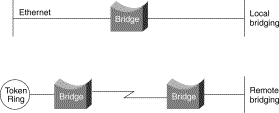 Ethernet
Bridge
Local
bridging
Token
Ring
Bridge
Bridge
Remote
bridging